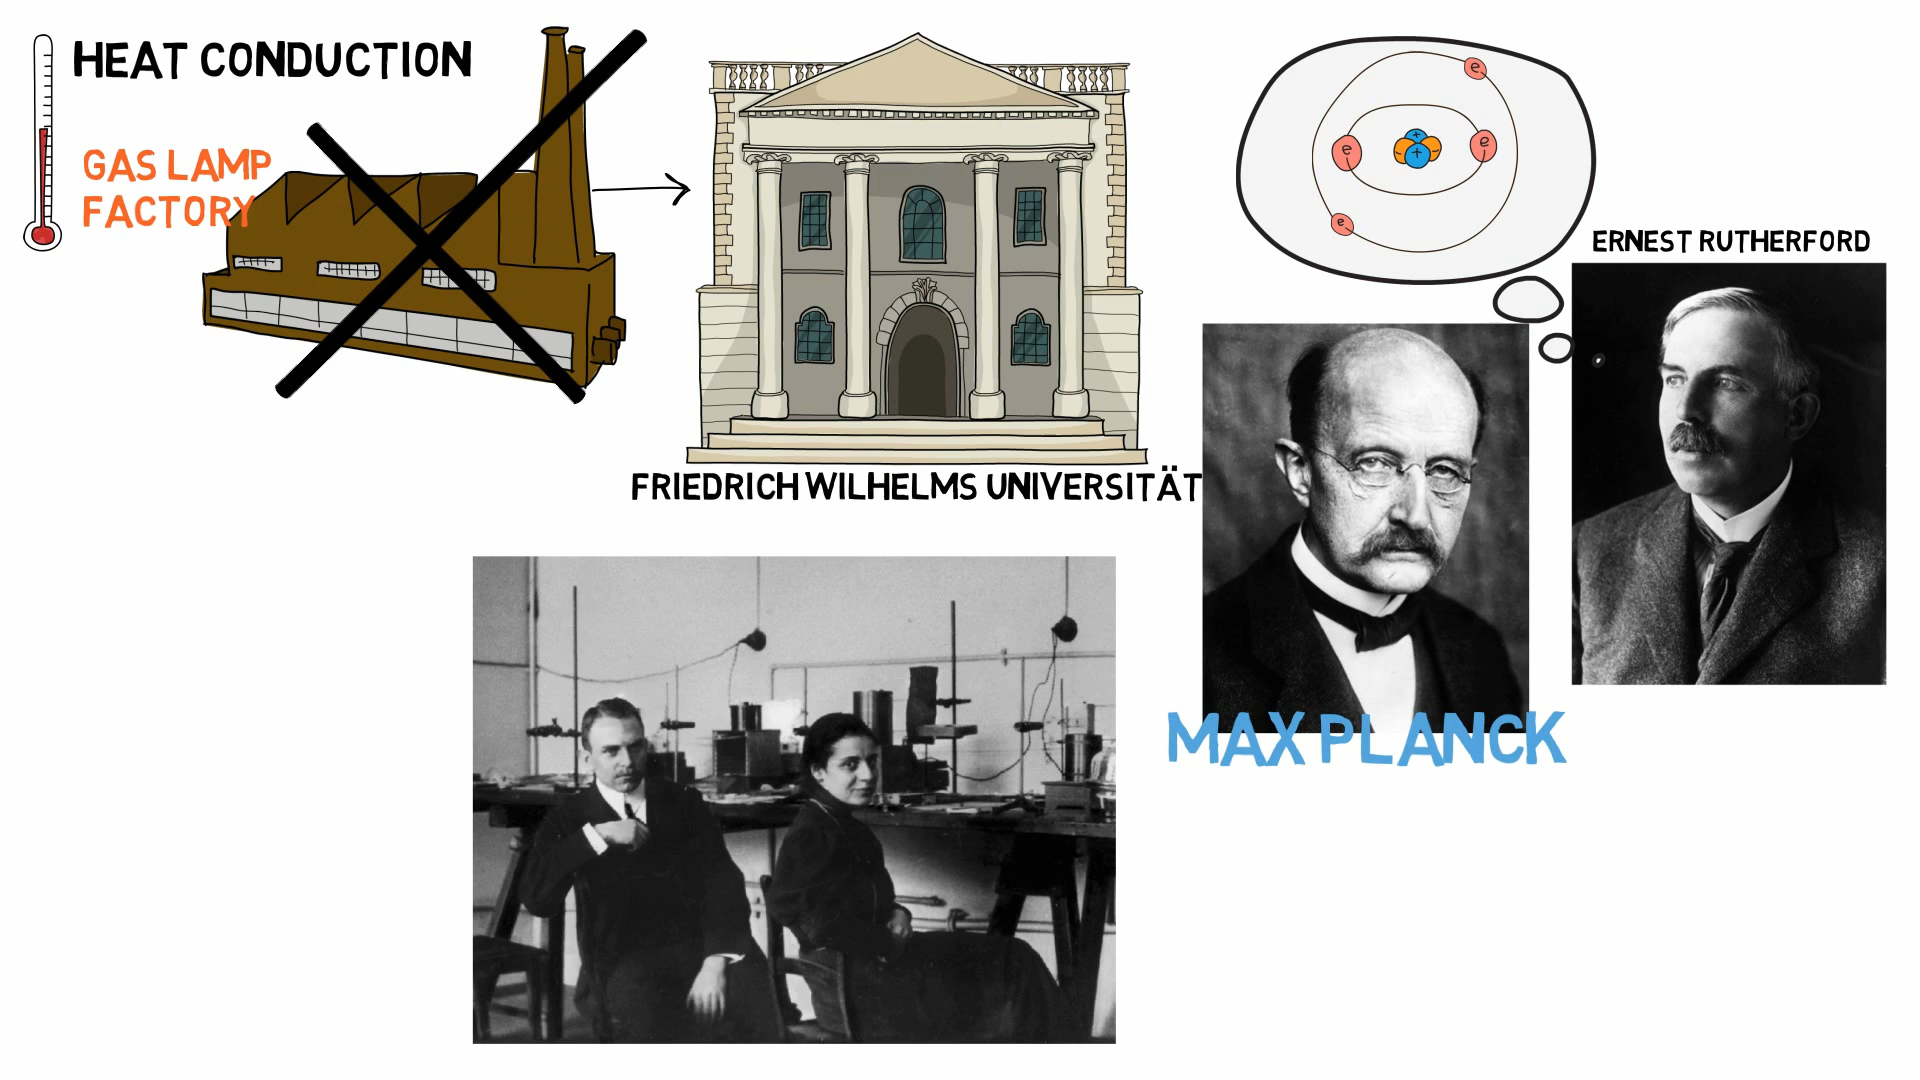 HEAT CONDUCTION
GAS LAMP
FACTORY
FRIEDRICH WILHELMS UNIVERSITÄT
e
e
e
e
+
+
ERNEST RUTHERFORD
MAX PLANCK